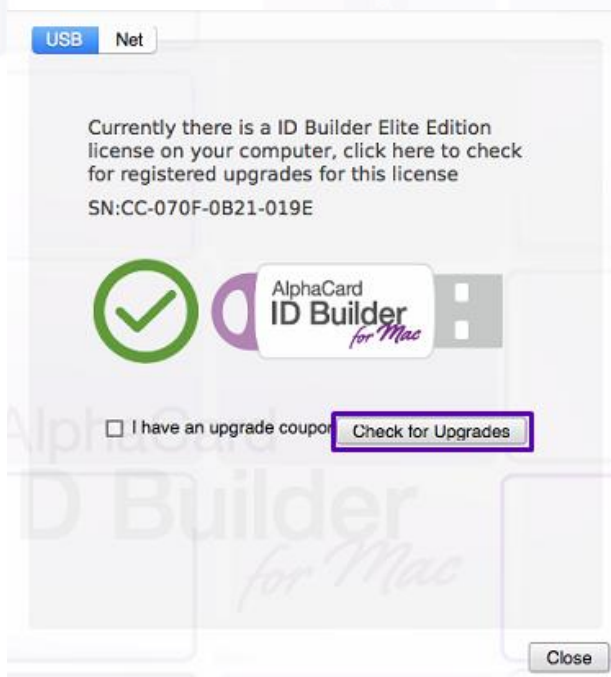 USB Net
Currently there is a ID Builder Elite Edition
license on your computer, click here to check
for registered upgrades for this license
SN:CC-070F-0B21-019E
AlphaCard
ID Builder
for Mac
I have an upgrade coupon Check for Upgrades
AlphaCard
ID Builder
for Mac
Close